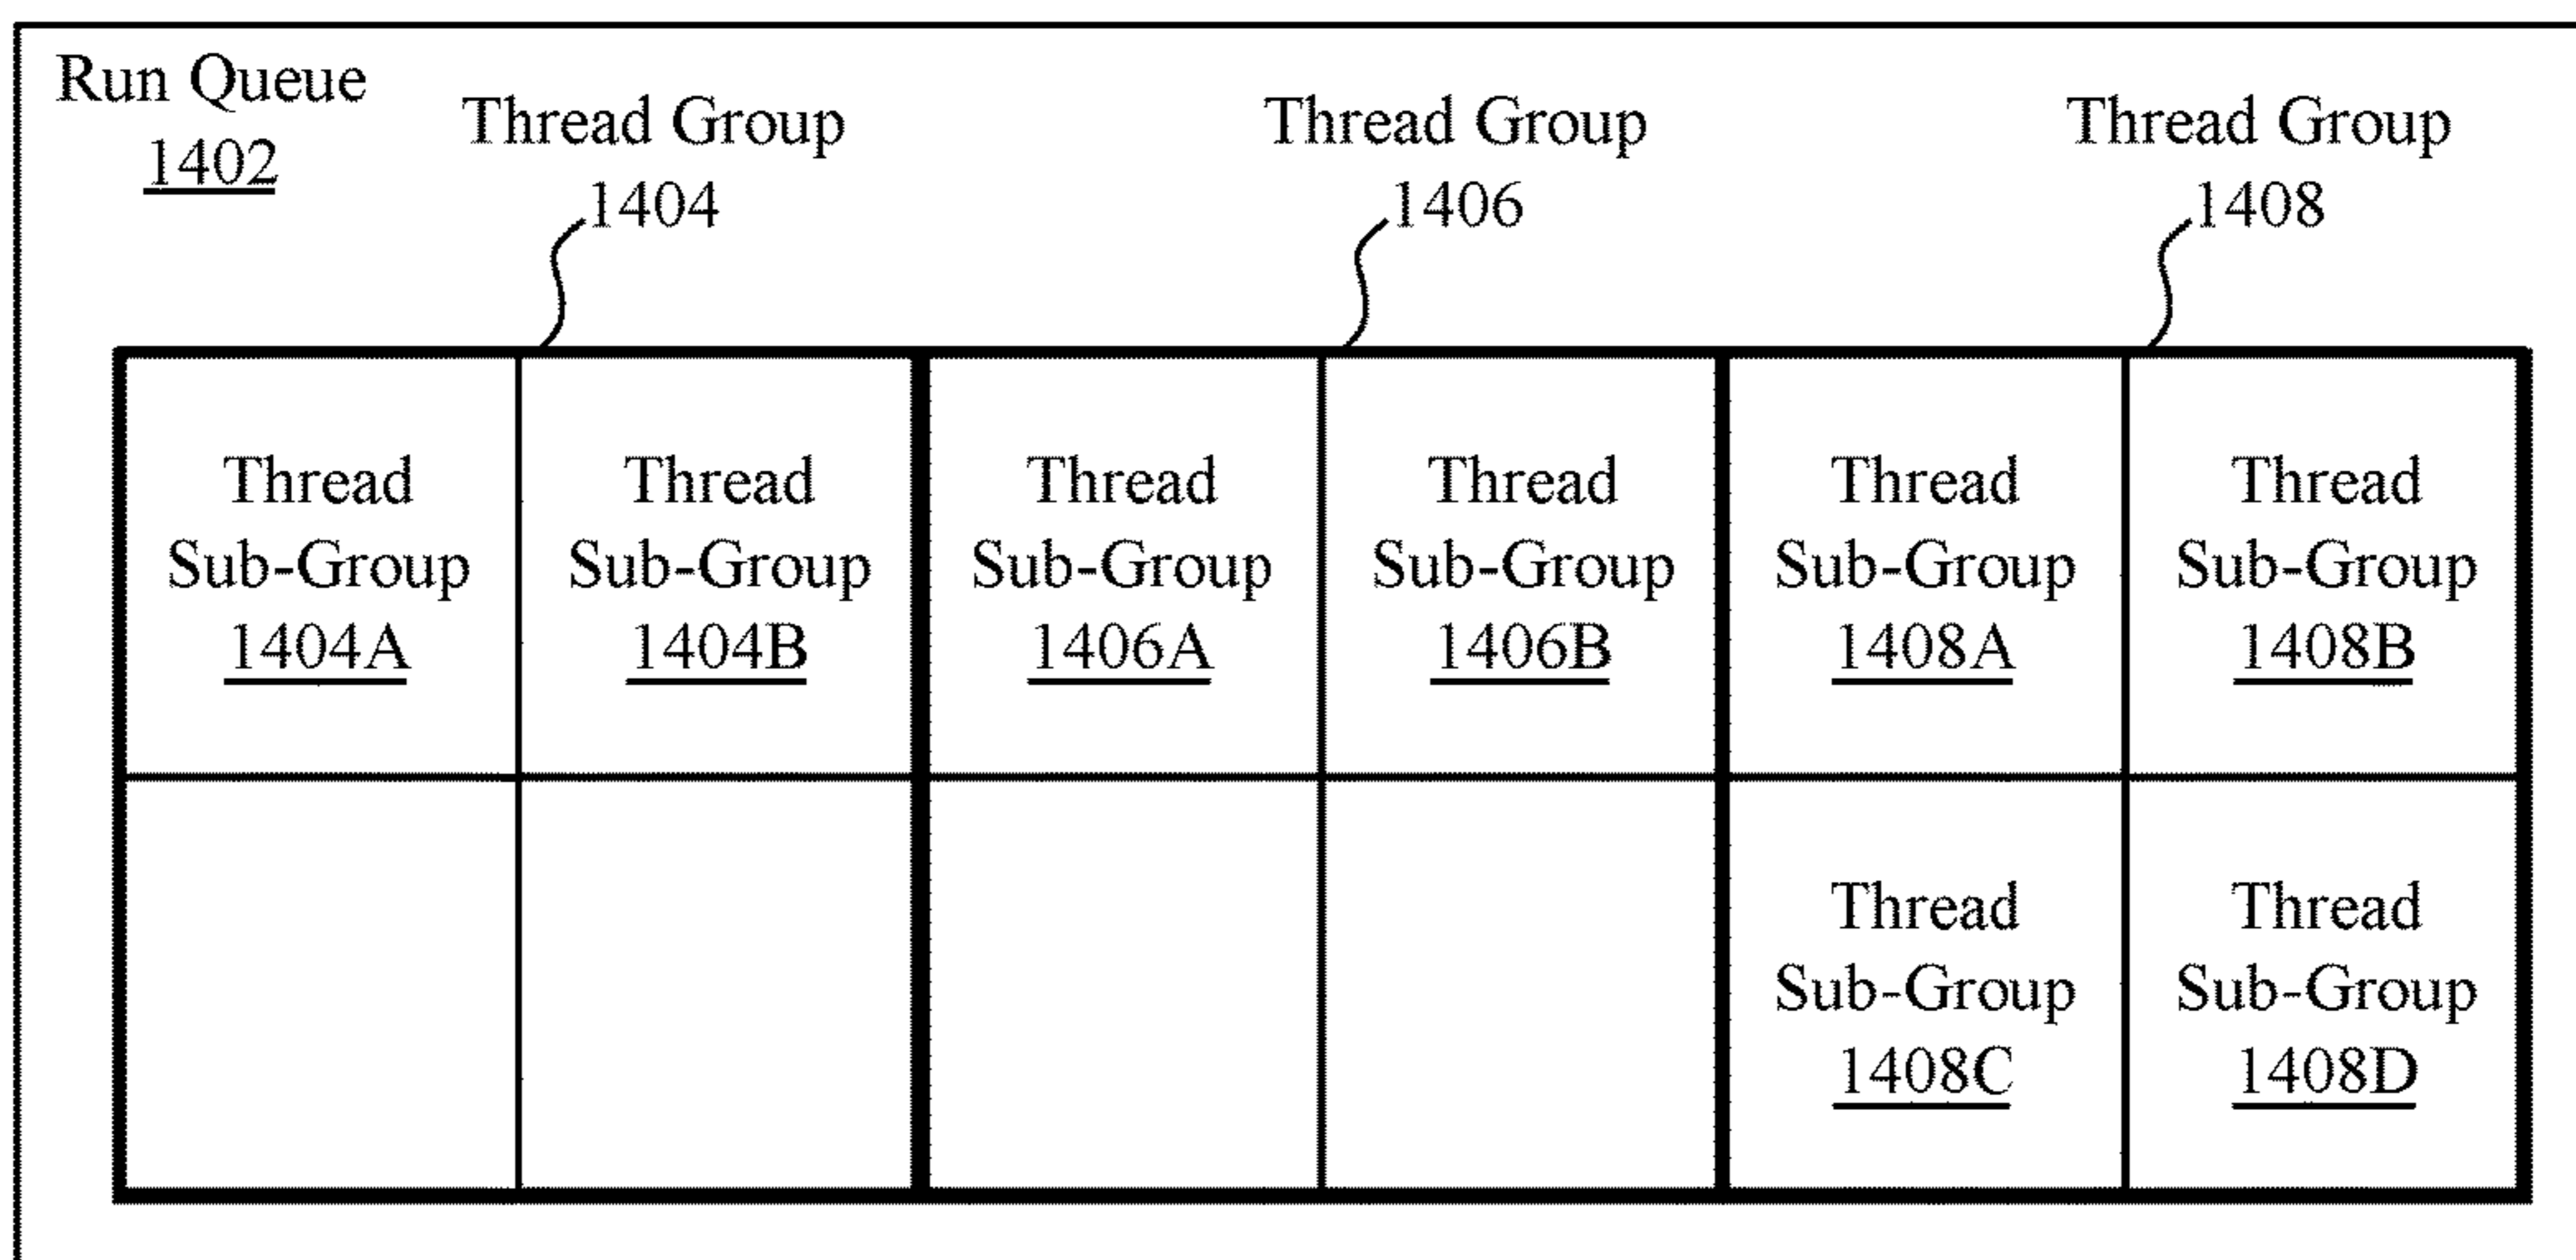 Run Queue
1402
Thread Group
1404
Thread Group
1406
Thread Group
1408
Thread
Sub-Group
1404A
Thread
Sub-Group
1404B
Thread
Sub-Group
1406A
Thread
Sub-Group
1406B
Thread
Sub-Group
1408A
Thread
Sub-Group
1408B
Thread
Sub-Group
1408C
Thread
Sub-Group
1408D